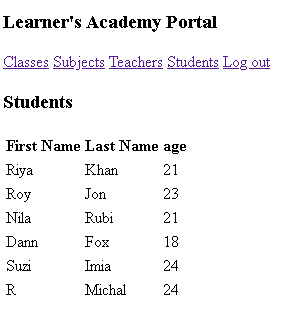 Learner's Academy Portal
Classes Subjects Teachers Students Log out
Students
First Name Last Name age
Riya Khan 21
Roy Jon 23
Nila Rubi 21
Dann Fox 18
Suzi Imia 24
R Michal 24